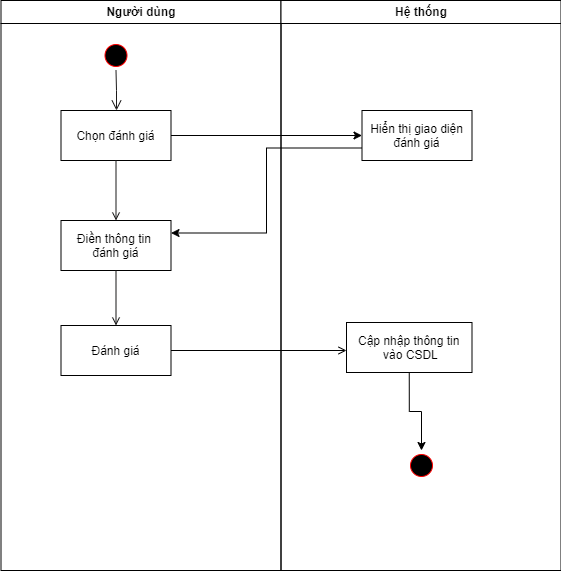 Người dùng
Hệ thống
Chọn đánh giá
Hiển thị giao diện
đánh giá
Điền thông tin
đánh giá
Đánh giá
Cập nhập thông tin
vào CSDL